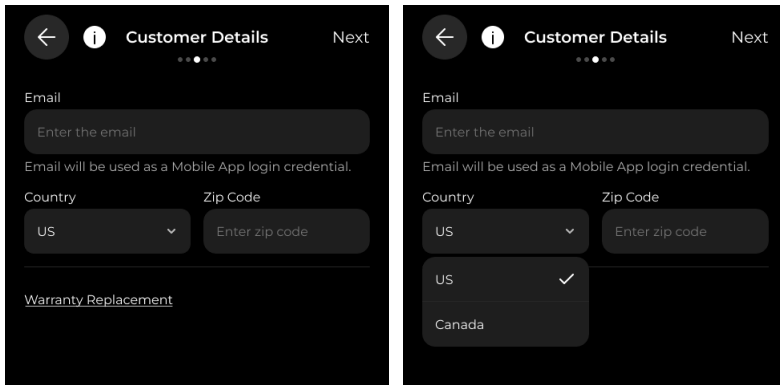 Customer Details
Next
Email
Enter the email
Email will be used as a Mobile App login credential.
Country
Zip Code
US
Enter zip code
Warranty Replacement
Customer Details
Next
Email
Enter the email
Email will be used as a Mobile App login credential.
Country
Zip Code
US
Enter zip code
US
Canada